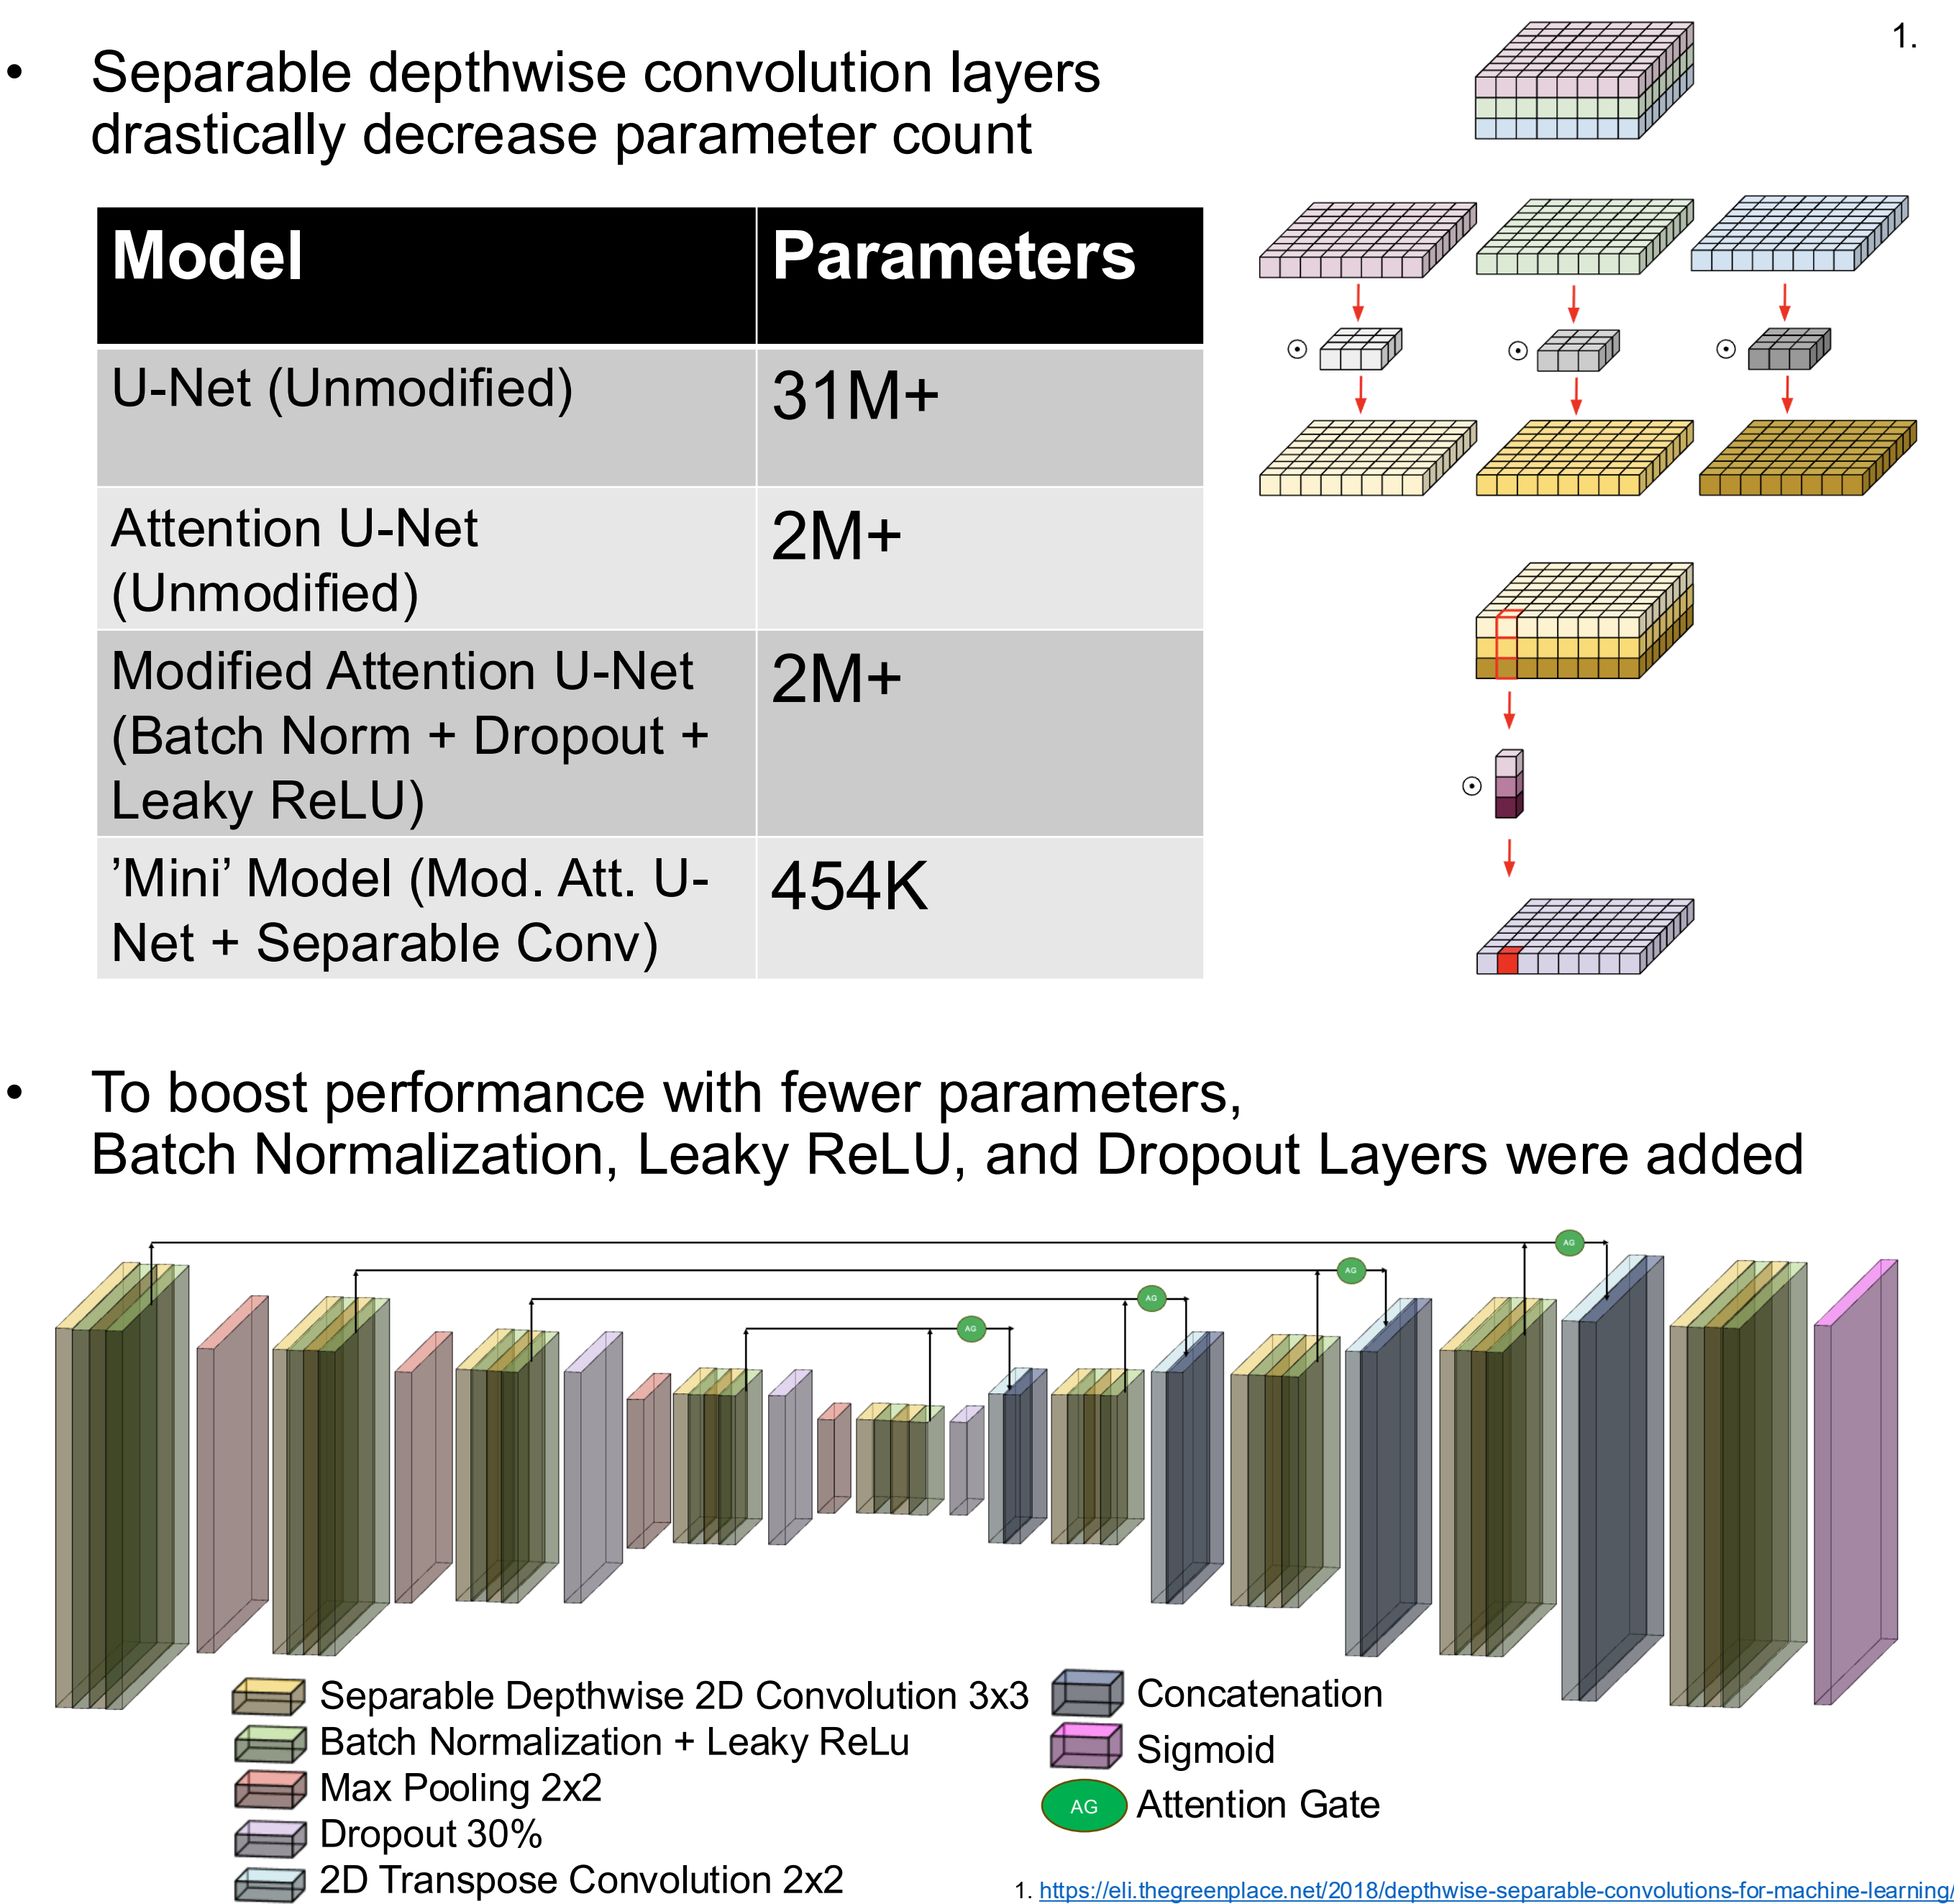 1.
• Separable depthwise convolution layers
drastically decrease parameter count
Model Parameters
U-Net (Unmodified) 31M+
Attention U-Net 2M+
(Unmodified)
Modified Attention U-Net 2M+
(Batch Norm + Dropout +
Leaky ReLU)
’Mini’ Model (Mod. Att. U- 454K
Net + Separable Conv)
• To boost performance with fewer parameters,
Batch Normalization, Leaky ReLU, and Dropout Layers were added
AG
AG
AG
AG
Separable Depthwise 2D Convolution 3x3
Batch Normalization + Leaky ReLu
Max Pooling 2x2
Dropout 30%
2D Transpose Convolution 2x2
Concatenation
Sigmoid
AG Attention Gate
1. https://eli.thegreenplace.net/2018/depthwise-separable-convolutions-for-machine-learning/